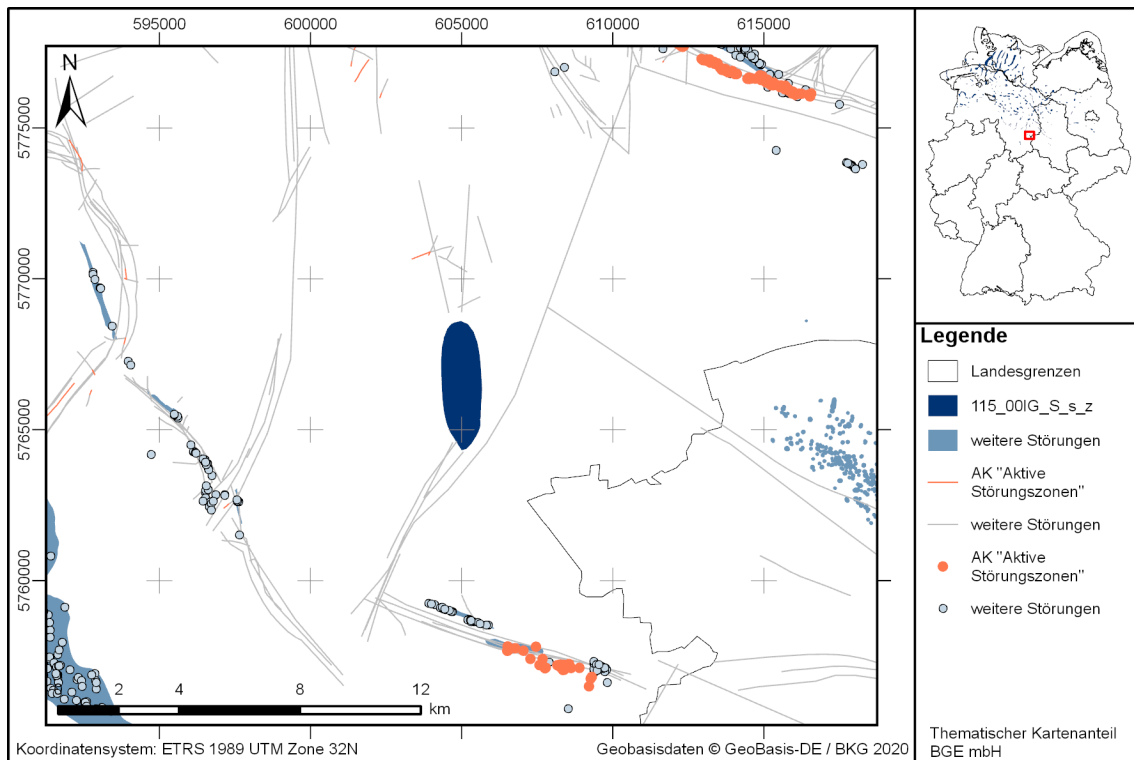 595000
600000
605000
610000
615000
N
5775000
5770000
5765000
5760000
0 2 4 8 12
km
Koordinatensystem: ETRS 1989 UTM Zone 32N
Geobasisdaten © GeoBasis-DE / BKG 2020
Legende
Landesgrenzen
115_00IG_S_s_z
weitere Störungen
AK "Aktive
Störungszonen"
weitere Störungen
AK "Aktive
Störungszonen"
weitere Störungen
Thematischer Kartenanteil
BGE mbH